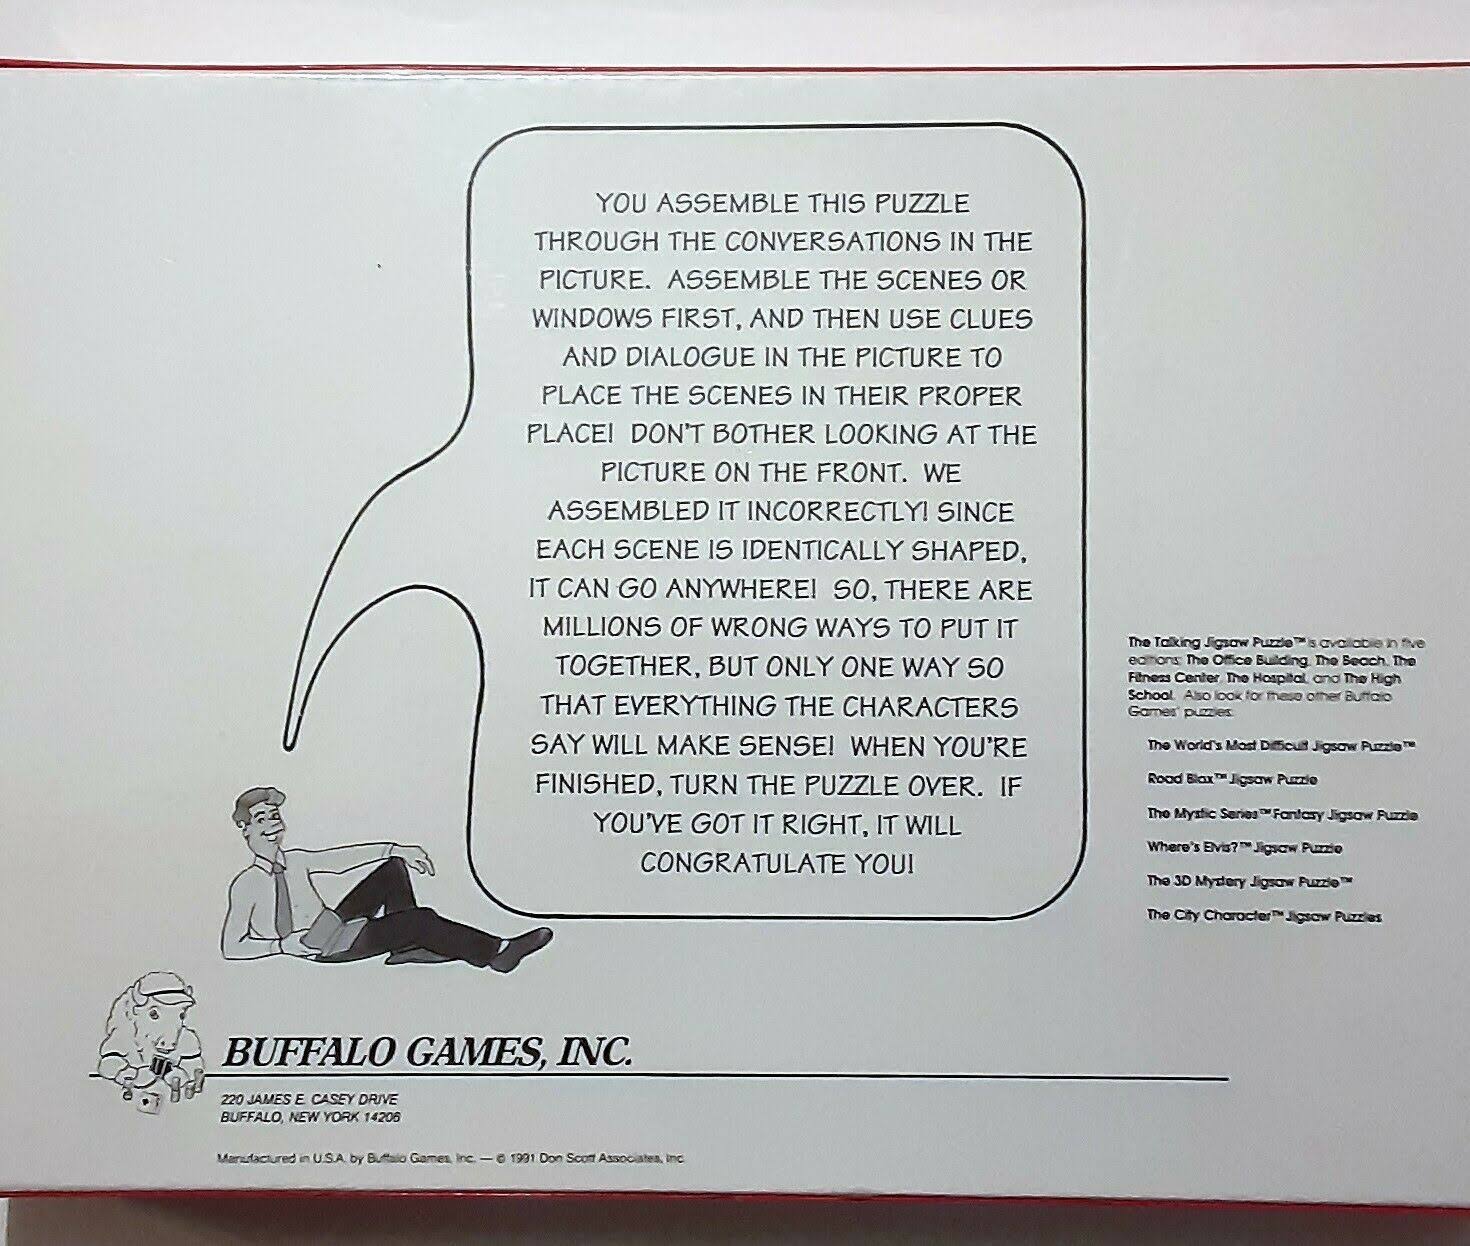 YOU ASSEMBLE THIS PUZZLE
THROUGH THE CONVERSATIONS IN THE
PICTURE. ASSEMBLE THE SCENES OR
WINDOWS FIRST, AND THEN USE CLUES
AND DIALOGUE IN THE PICTURE TO
PLACE THE SCENES IN THEIR PROPER
PLACE! DON'T BOTHER LOOKING AT THE
PICTURE ON THE FRONT. WE
ASSEMBLED IT INCORRECTLY! SINCE
EACH SCENE IS IDENTICALLY SHAPED,
IT CAN GO ANYWHERE! SO, THERE ARE
MILLIONS OF WRONG WAYS TO PUT IT
TOGETHER, BUT ONLY ONE WAY SO
THAT EVERYTHING THE CHARACTERS
SAY WILL MAKE SENSE! WHEN YOU'RE
FINISHED, TURN THE PUZZLE OVER. IF
YOU'VE GOT IT RIGHT, IT WILL
CONGRATULATE YOU!
The Talking Jigsaw Puzzle™ is available in five
editions: The Office Building, The Beach, The
Fitness Center, The Hospital, and The High
School. Also look for these other Buffalo
Games' puzzles:
The World's Most Difficult Jigsaw Puzzle™
Road Blox™ Jigsaw Puzzle
The Mystic Series™ Fantasy Jigsaw Puzzle
Where's Elvis?™ Jigsaw Puzzle
The 3D Mystery Jigsaw Puzzle™
The City Character™ Jigsaw Puzzles
BUFFALO GAMES, INC.
220 JAMES E. CASEY DRIVE
BUFFALO, NEW YORK 14206
Manufactured in U.S.A. by Buffalo Games, Inc. — © 1991 Don Scott Associates, Inc.